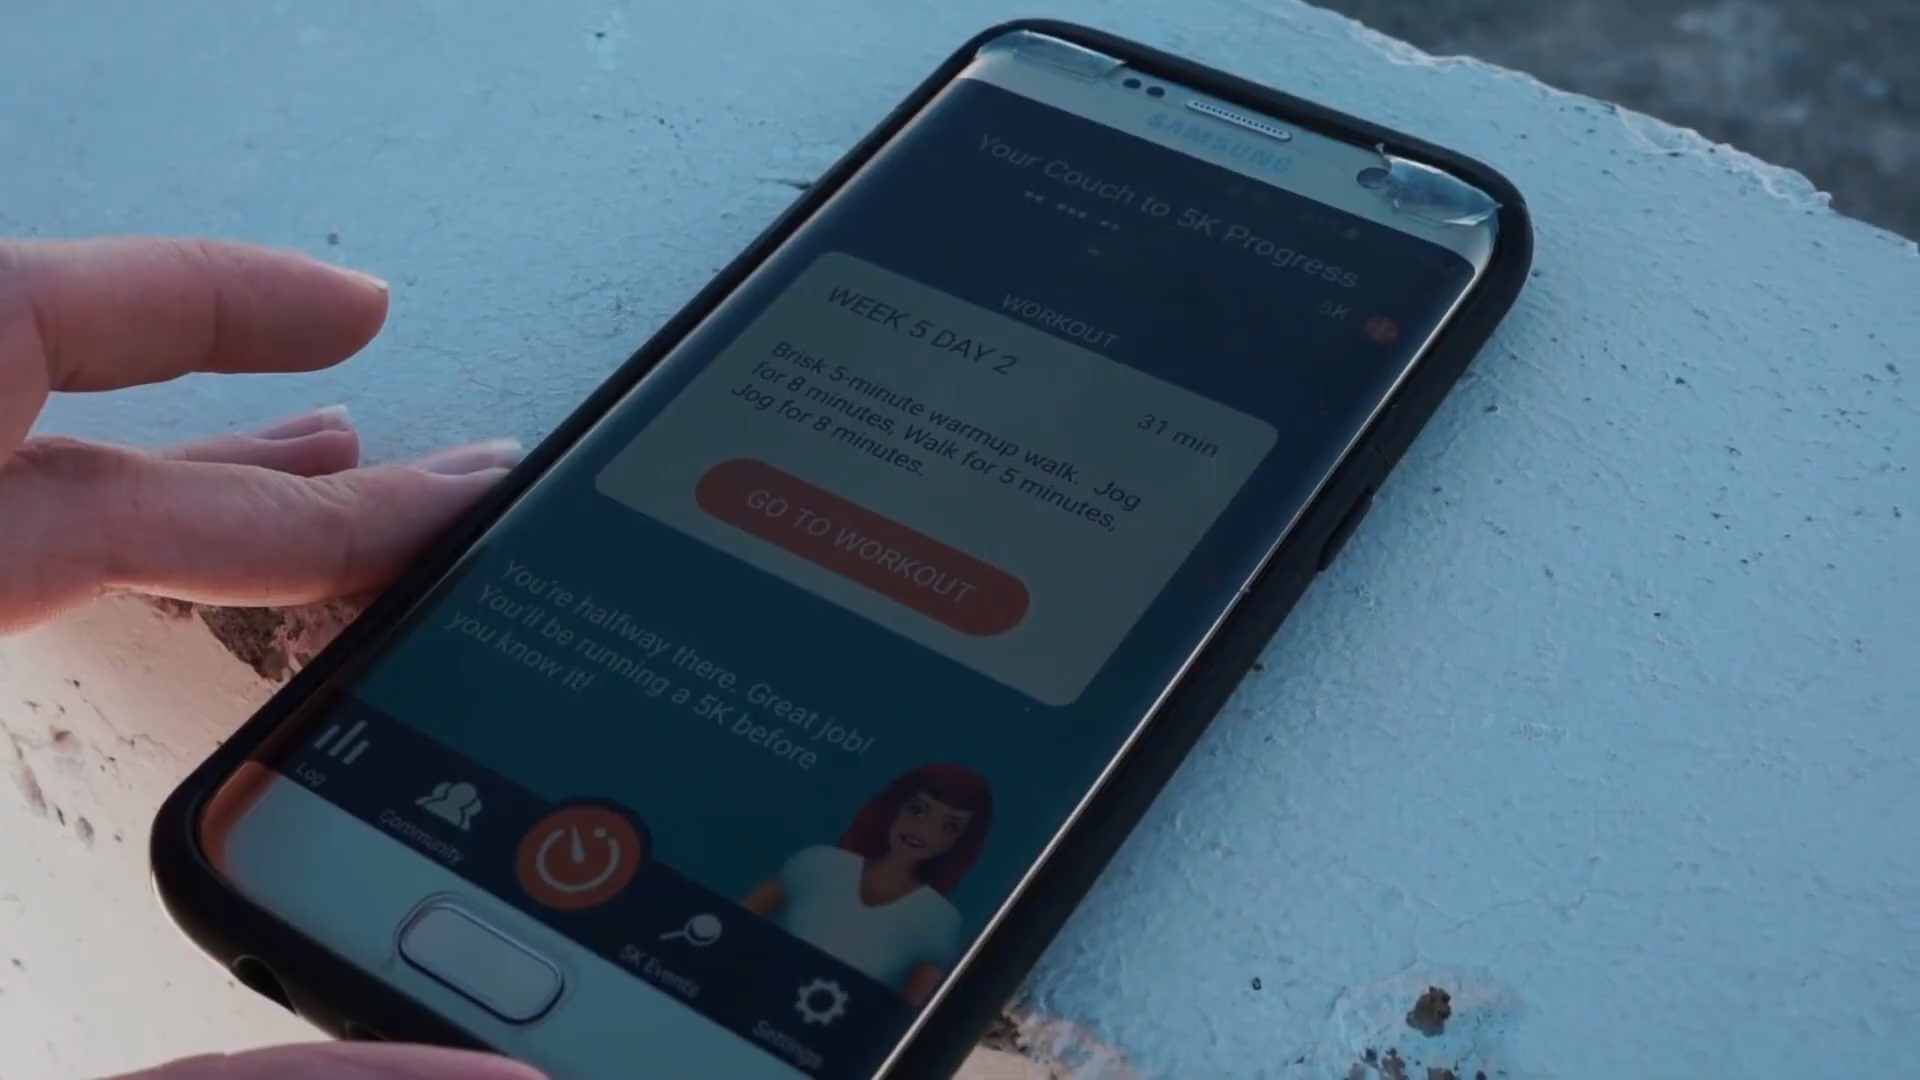 SAMSUNG
Your Couch to 5K Progress
5K
WORKOUT
WEEK 5 DAY 2
31 min
Brisk 5-minute warmup walk. Jog
for 8 minutes, Walk for 5 minutes,
Jog for 8 minutes.
GO TO WORKOUT
You're halfway there. Great job!
You'll be running a 5K before
you know it!
Log
Community
5K Events
Settings